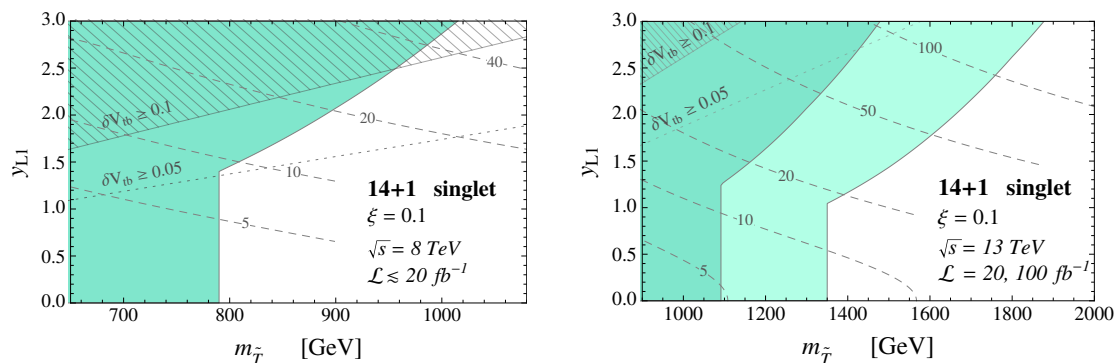 3.0
2.5
2.0
1.5
1.0
0.5
0.0
y_L1
δV_tb ≥ 0.1
δV_tb ≥ 0.05
40
20
10
5
14+1 singlet
ξ = 0.1
√s = 8 TeV
ℒ ≲ 20 fb⁻¹
700 800 900 1000
m_T̃ [GeV]
3.0
2.5
2.0
1.5
1.0
0.5
0.0
y_L1
δV_tb ≥ 0.1
δV_tb ≥ 0.05
100
50
20
10
5
14+1 singlet
ξ = 0.1
√s = 13 TeV
ℒ = 20, 100 fb⁻¹
1000 1200 1400 1600 1800 2000
m_T̃ [GeV]